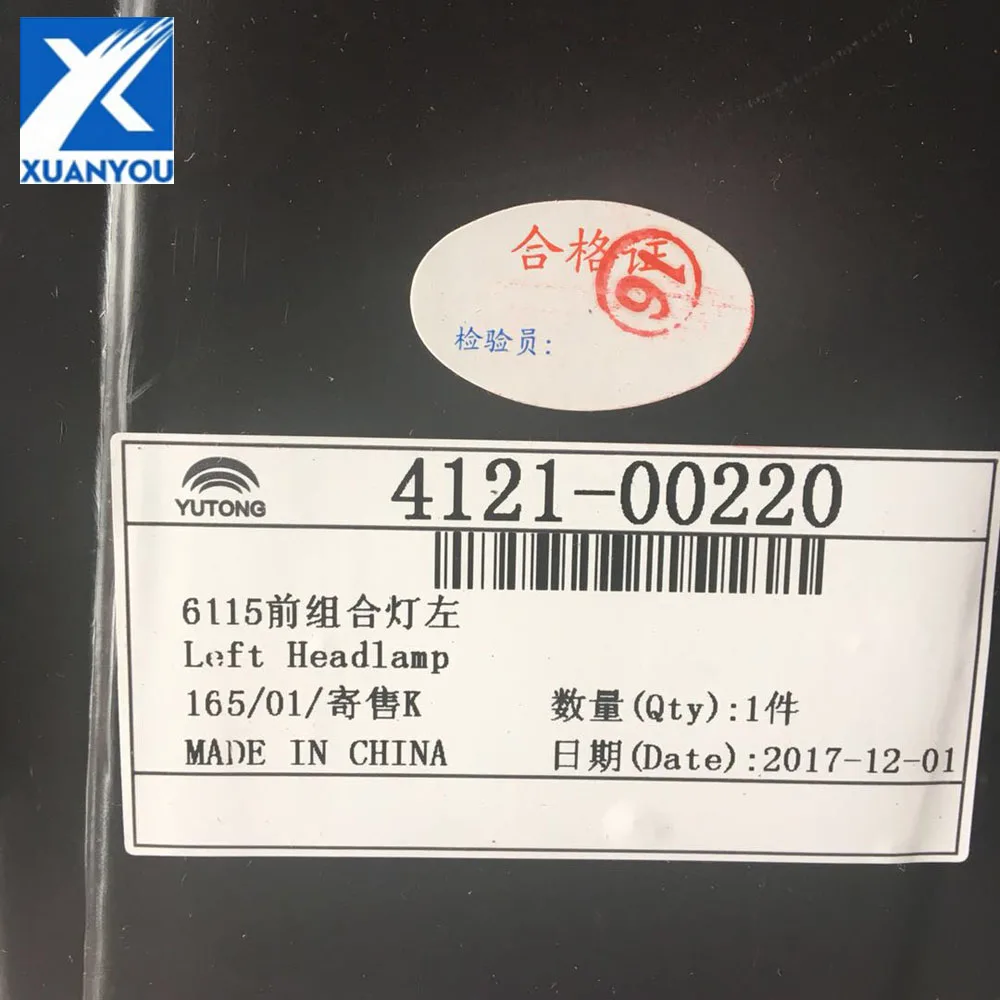 XUANYOU
合格证
检验员:
YUTONG
4121-00220
6115前组合灯左
Left Headlamp
165/01/寄售K
数量(Qty):1件
MADE IN CHINA
日期(Date):2017-12-01